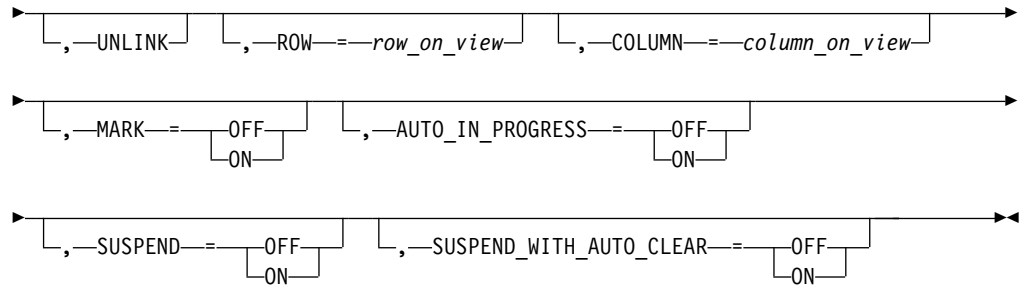 ,—UNLINK ,—ROW—=—row_on_view ,—COLUMN—=—column_on_view
,—MARK—=—OFF ,—AUTO_IN_PROGRESS—=—OFF
ON ON
,—SUSPEND—=—OFF ,—SUSPEND_WITH_AUTO_CLEAR—=—OFF
ON ON